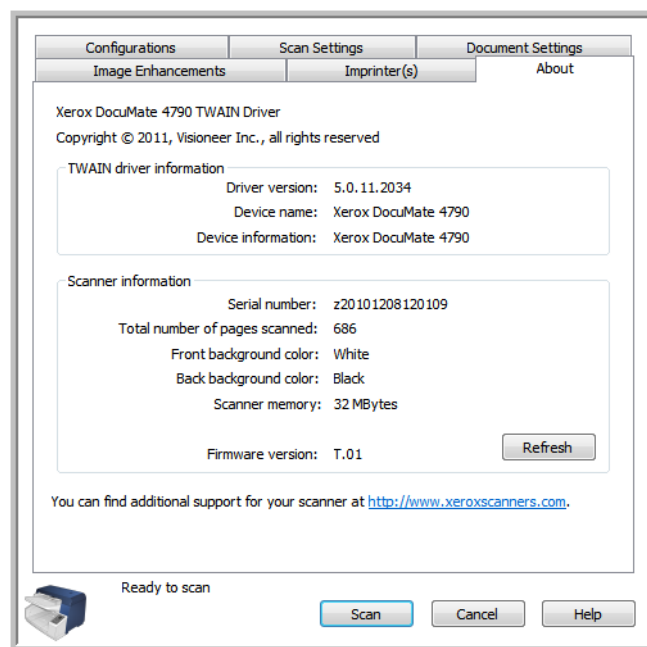 Configurations Scan Settings Document Settings
Image Enhancements Imprinter(s) About
Xerox DocuMate 4790 TWAIN Driver
Copyright © 2011, Visioneer Inc., all rights reserved
TWAIN driver information
Driver version: 5.0.11.2034
Device name: Xerox DocuMate 4790
Device information: Xerox DocuMate 4790
Scanner information
Serial number: z20101208120109
Total number of pages scanned: 686
Front background color: White
Back background color: Black
Scanner memory: 32 MBytes
Firmware version: T.01 Refresh
You can find additional support for your scanner at http://www.xeroxscanners.com.
Ready to scan
Scan Cancel Help